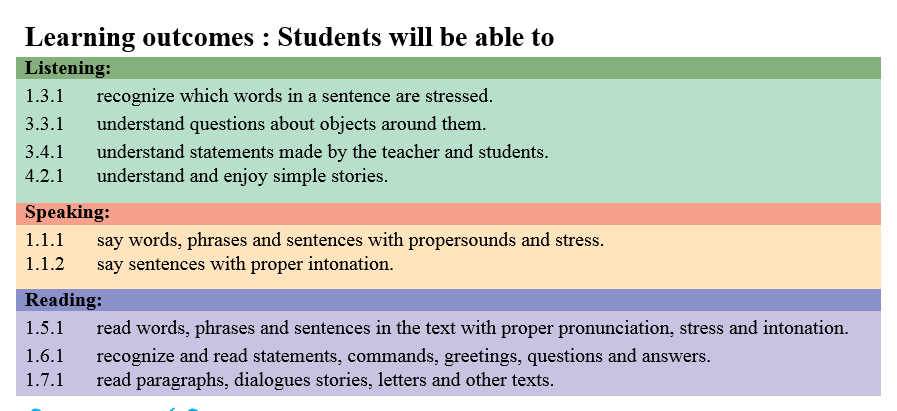 Learning outcomes : Students will be able to
Listening:
1.3.1 recognize which words in a sentence are stressed.
3.3.1 understand questions about objects around them.
3.4.1 understand statements made by the teacher and students.
4.2.1 understand and enjoy simple stories.
Speaking:
1.1.1 say words, phrases and sentences with propersounds and stress.
1.1.2 say sentences with proper intonation.
Reading:
1.5.1 read words, phrases and sentences in the text with proper pronunciation, stress and intonation.
1.6.1 recognize and read statements, commands, greetings, questions and answers.
1.7.1 read paragraphs, dialogues stories, letters and other texts.